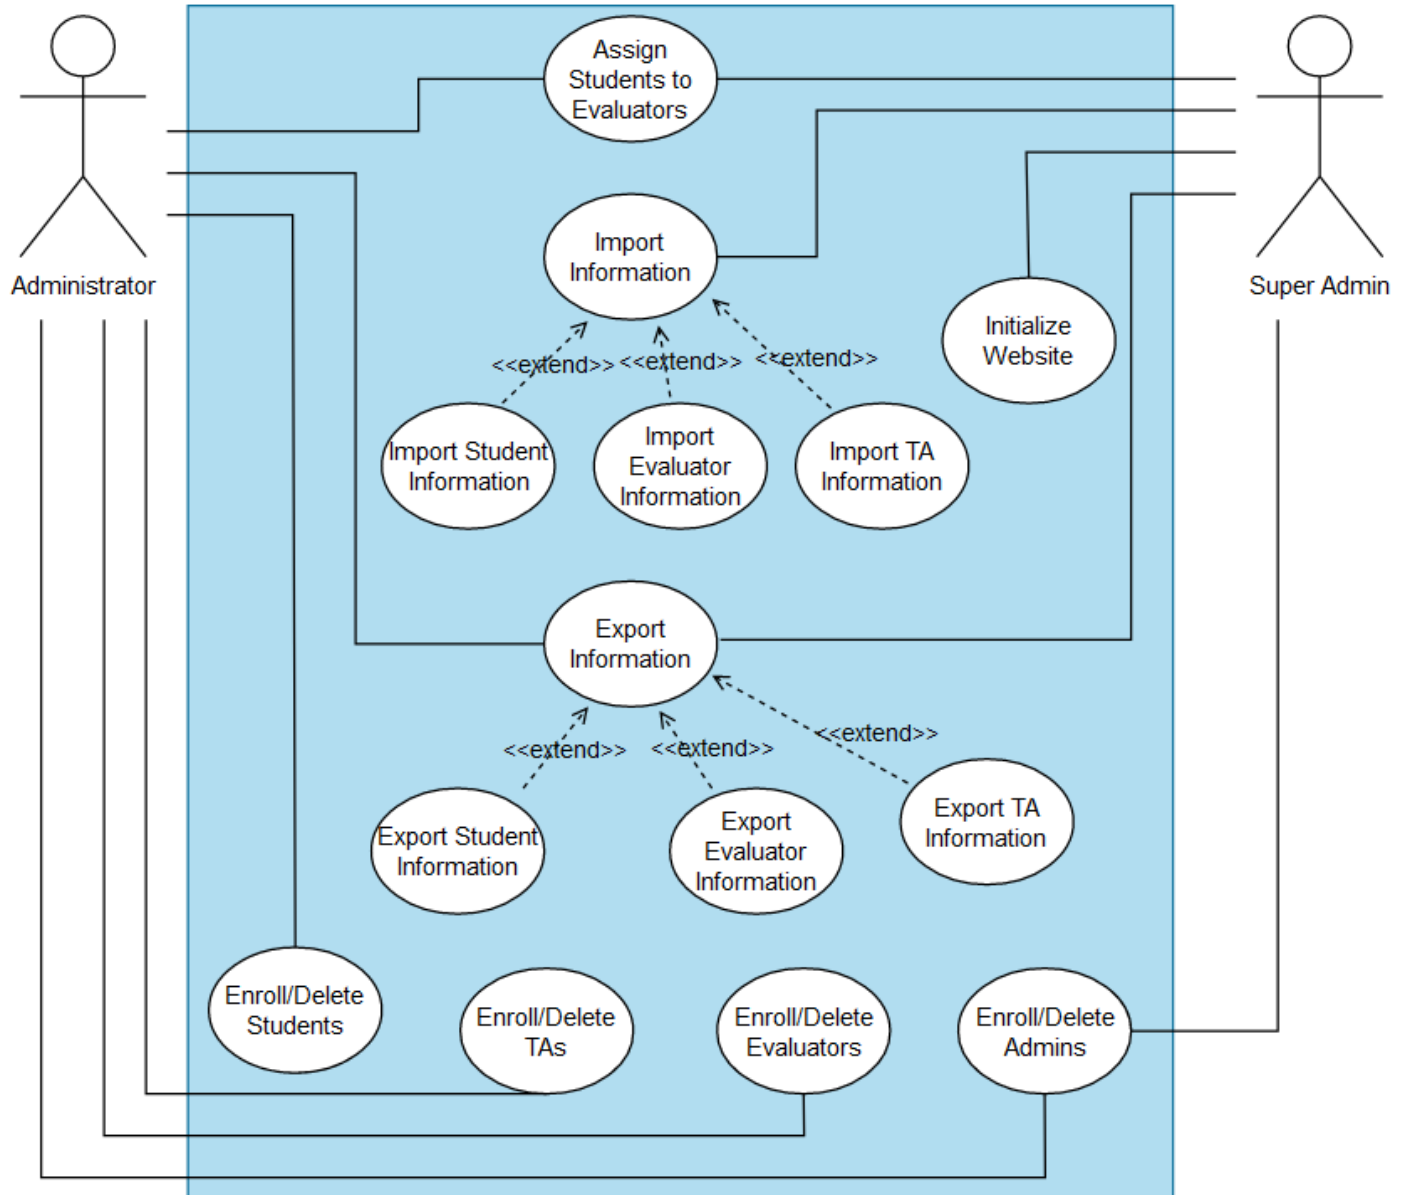 Assign
Students to
Evaluators
Administrator
Super Admin
Import
Information
Initialize
Website
<<extend>>
<<extend>>
<<extend>>
Import Student
Information
Import
Evaluator
Information
Import TA
Information
Export
Information
<<extend>>
<<extend>>
<<extend>>
Export Student
Information
Export
Evaluator
Information
Export TA
Information
Enroll/Delete
Students
Enroll/Delete
TAs
Enroll/Delete
Evaluators
Enroll/Delete
Admins